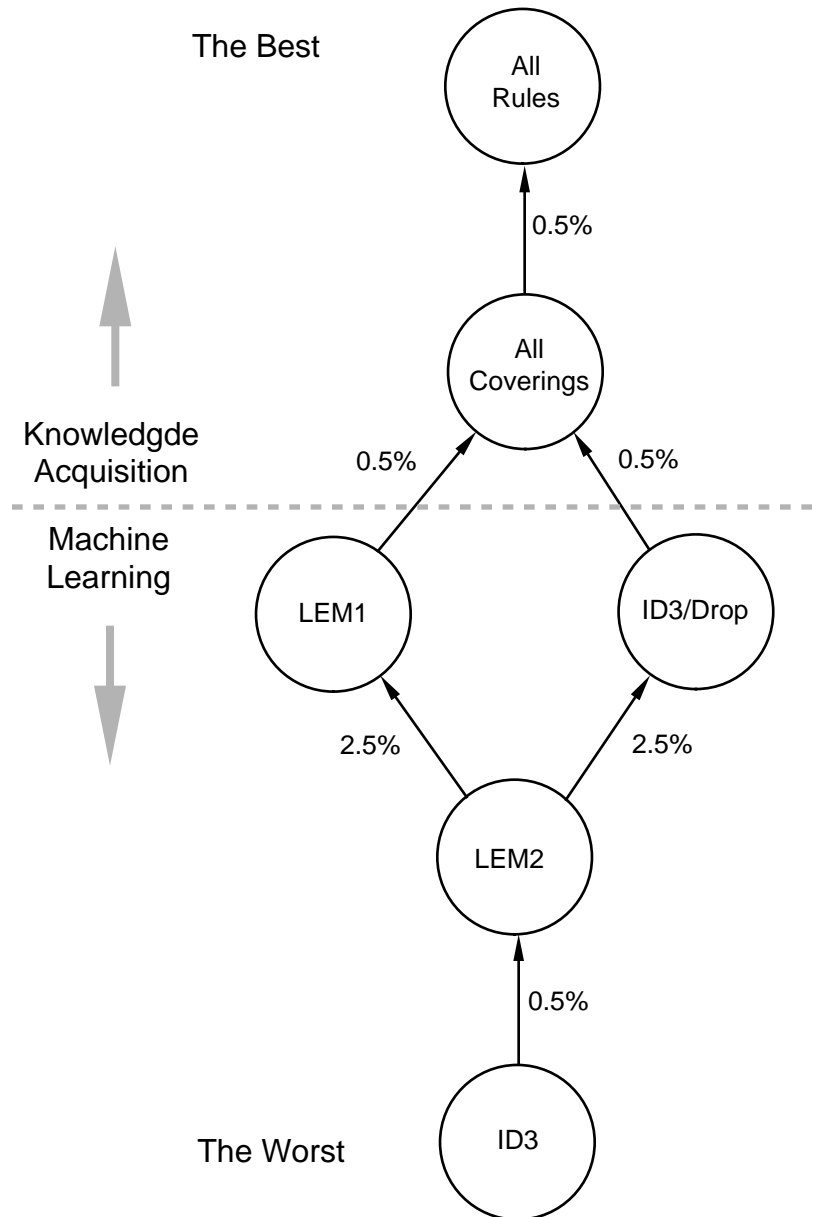 The Best
All
Rules
0.5%
All
Coverings
Knowledgde
Acquisition
0.5%
0.5%
Machine
Learning
LEM1
ID3/Drop
2.5%
2.5%
LEM2
0.5%
ID3
The Worst